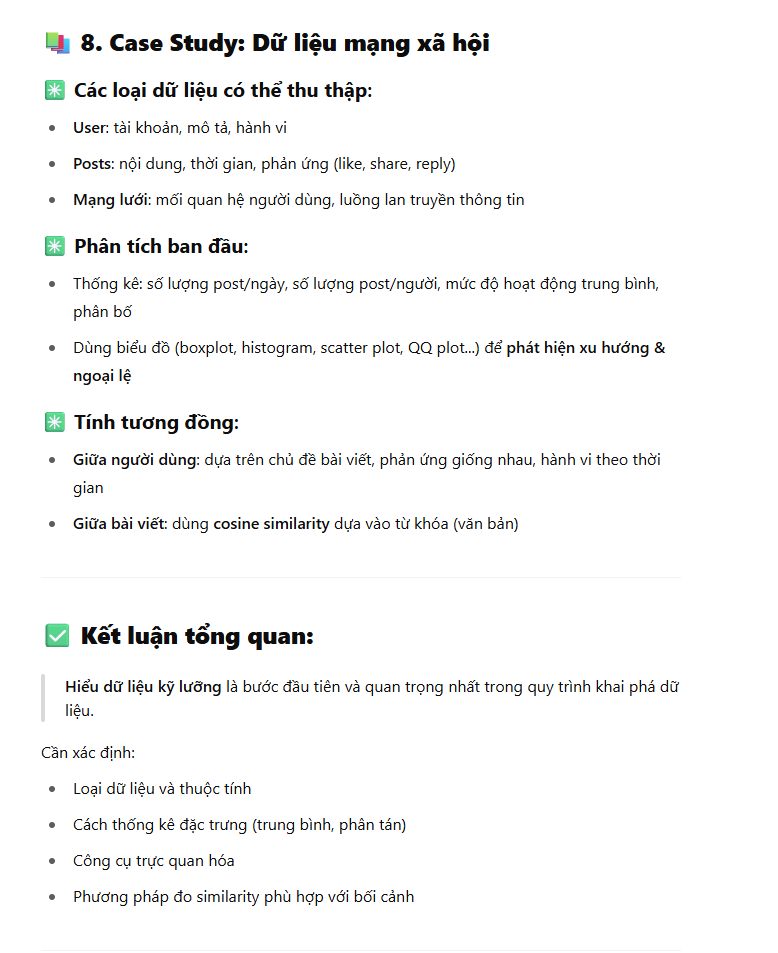 8. Case Study: Dữ liệu mạng xã hội
Các loại dữ liệu có thể thu thập:
User: tài khoản, mô tả, hành vi
Posts: nội dung, thời gian, phản ứng (like, share, reply)
Mạng lưới: mối quan hệ người dùng, luồng lan truyền thông tin
Phân tích ban đầu:
Thống kê: số lượng post/ngày, số lượng post/người, mức độ hoạt động trung bình,
phân bố
Dùng biểu đồ (boxplot, histogram, scatter plot, QQ plot...) để phát hiện xu hướng &
ngoại lệ
Tính tương đồng:
Giữa người dùng: dựa trên chủ đề bài viết, phản ứng giống nhau, hành vi theo thời
gian
Giữa bài viết: dùng cosine similarity dựa vào từ khóa (văn bản)
Kết luận tổng quan:
Hiểu dữ liệu kỹ lưỡng là bước đầu tiên và quan trọng nhất trong quy trình khai phá dữ
liệu.
Cần xác định:
Loại dữ liệu và thuộc tính
Cách thống kê đặc trưng (trung bình, phân tán)
Công cụ trực quan hóa
Phương pháp đo similarity phù hợp với bối cảnh